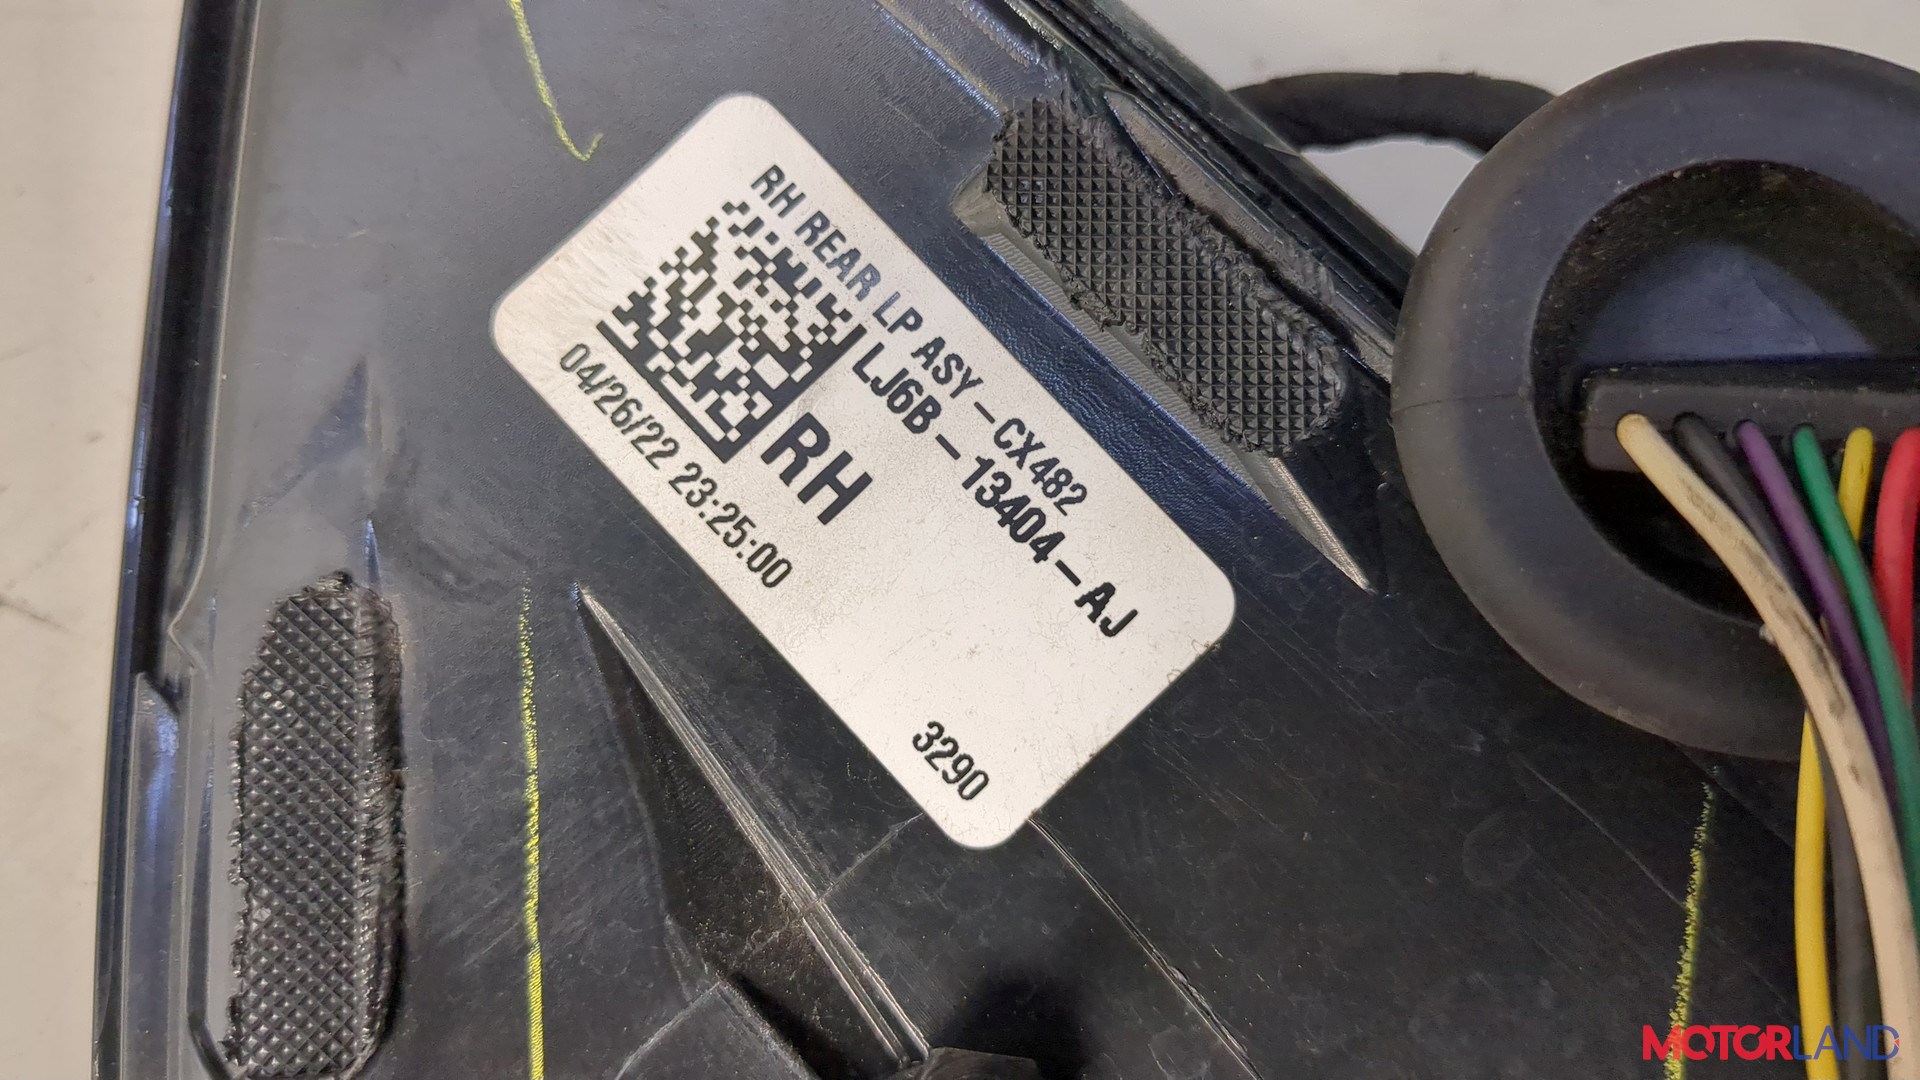 RH REAR LP ASY-CX482
LJ6B-13404-AJ
RH
04/26/22 23:25:00
3290
MOTORLAND